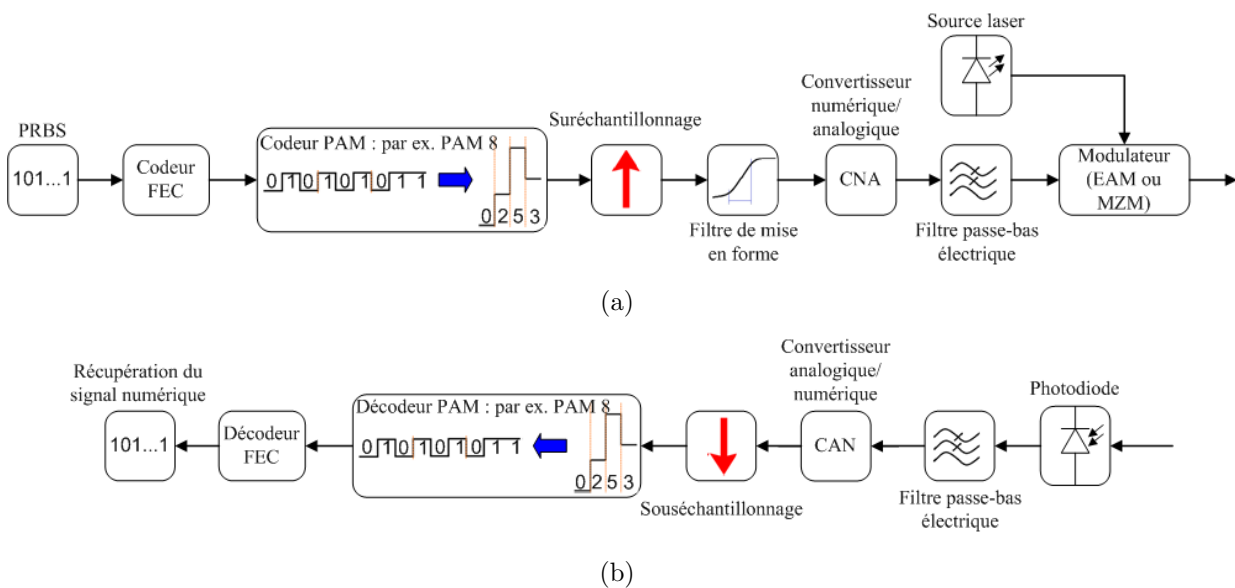 Source laser
Convertisseur
numérique/
analogique
PRBS
Suréchantillonnage
101...1
Codeur
FEC
Codeur PAM : par ex. PAM 8
0 1 0 1 0 1 0 1 1
0 2 5 3
CNA
Modulateur
(EAM ou
MZM)
Filtre de mise
en forme
Filtre passe-bas
électrique
(a)
Récupération du
signal numérique
Convertisseur
analogique/
numérique
Photodiode
101...1
Décodeur
FEC
Décodeur PAM : par ex. PAM 8
0 1 0 1 0 1 0 1 1
0 2 5 3
CAN
Souséchantillonnage
Filtre passe-bas
électrique
(b)